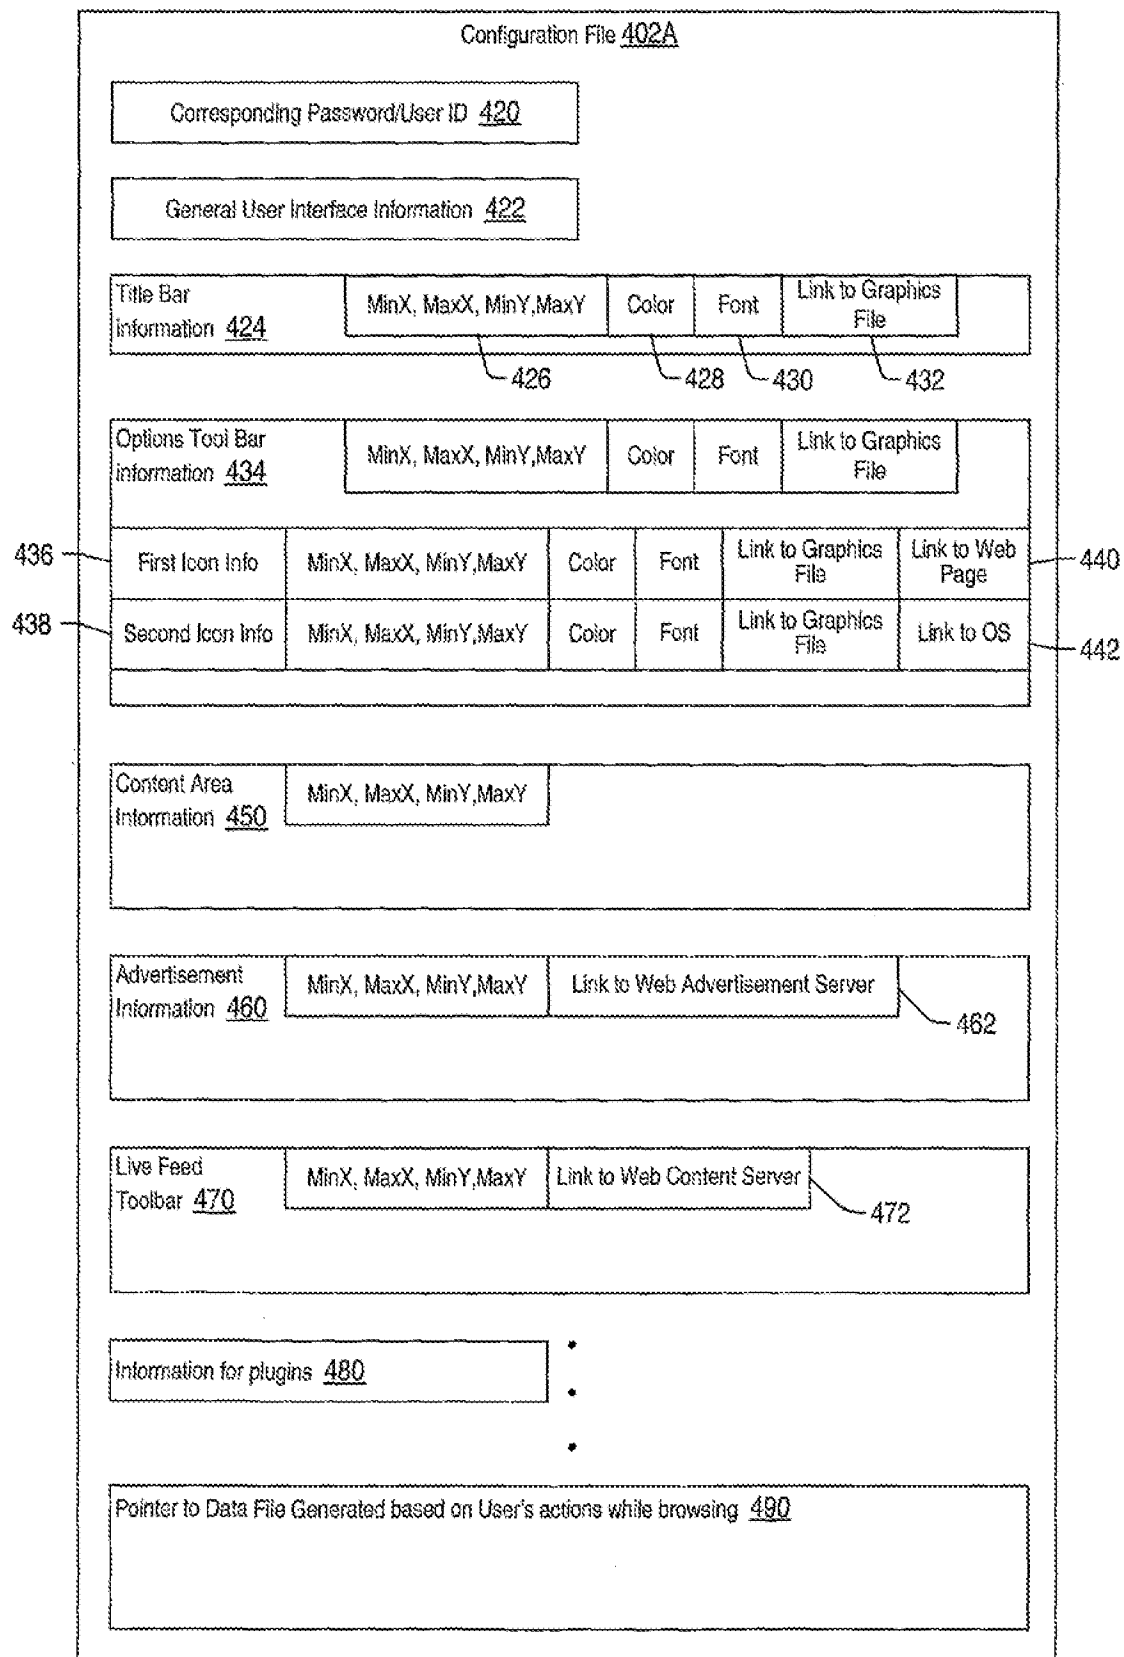 Configuration File 402A
Corresponding Password/User ID 420
General User Interface Information 422
Title Bar
information 424
MinX, MaxX, MinY,MaxY
Color
Font
Link to Graphics
File
426
428
430
432
Options Tool Bar
information 434
MinX, MaxX, MinY,MaxY
Color
Font
Link to Graphics
File
436
First Icon Info
MinX, MaxX, MinY,MaxY
Color
Font
Link to Graphics
File
Link to Web
Page
440
438
Second Icon Info
MinX, MaxX, MinY,MaxY
Color
Font
Link to Graphics
File
Link to OS
442
Content Area
Information 450
MinX, MaxX, MinY,MaxY
Advertisement
Information 460
MinX, MaxX, MinY,MaxY
Link to Web Advertisement Server
462
Live Feed
Toolbar 470
MinX, MaxX, MinY,MaxY
Link to Web Content Server
472
Information for plugins 480
Pointer to Data File Generated based on User's actions while browsing 490